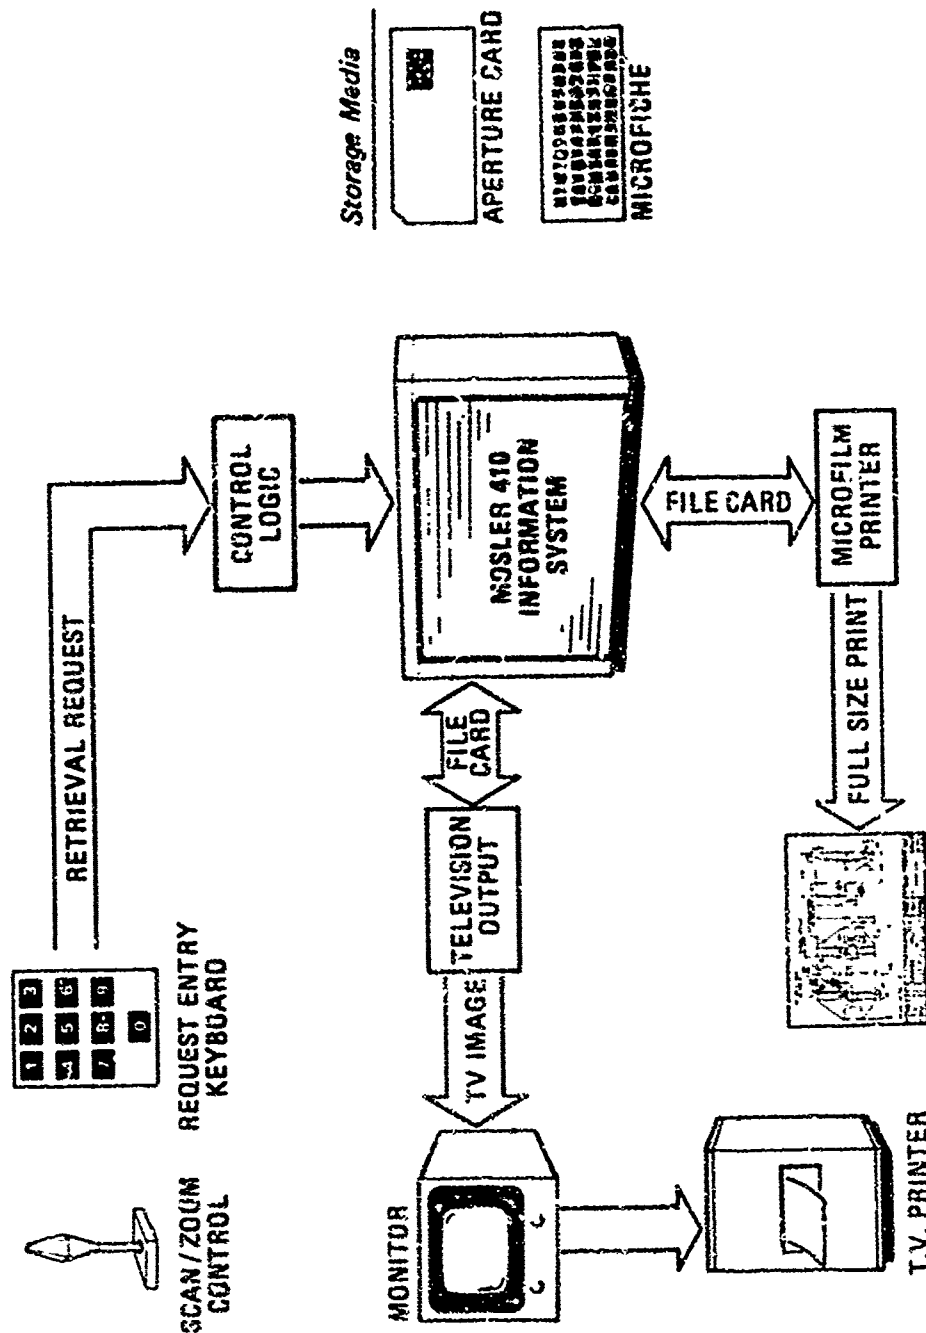 SCAN/ZOOM
CONTROL
1 2 3
4 5 6
7 8 9
0
REQUEST ENTRY
KEYBOARD
RETRIEVAL REQUEST
CONTROL
LOGIC
Storage Media
APERTURE CARD
MICROFICHE
MONITOR
TV IMAGE
TELEVISION
OUTPUT
FILE
CARD
MOSLER 410
INFORMATION
SYSTEM
FILE CARD
MICROFILM
PRINTER
FULL SIZE PRINT
T.V. PRINTER